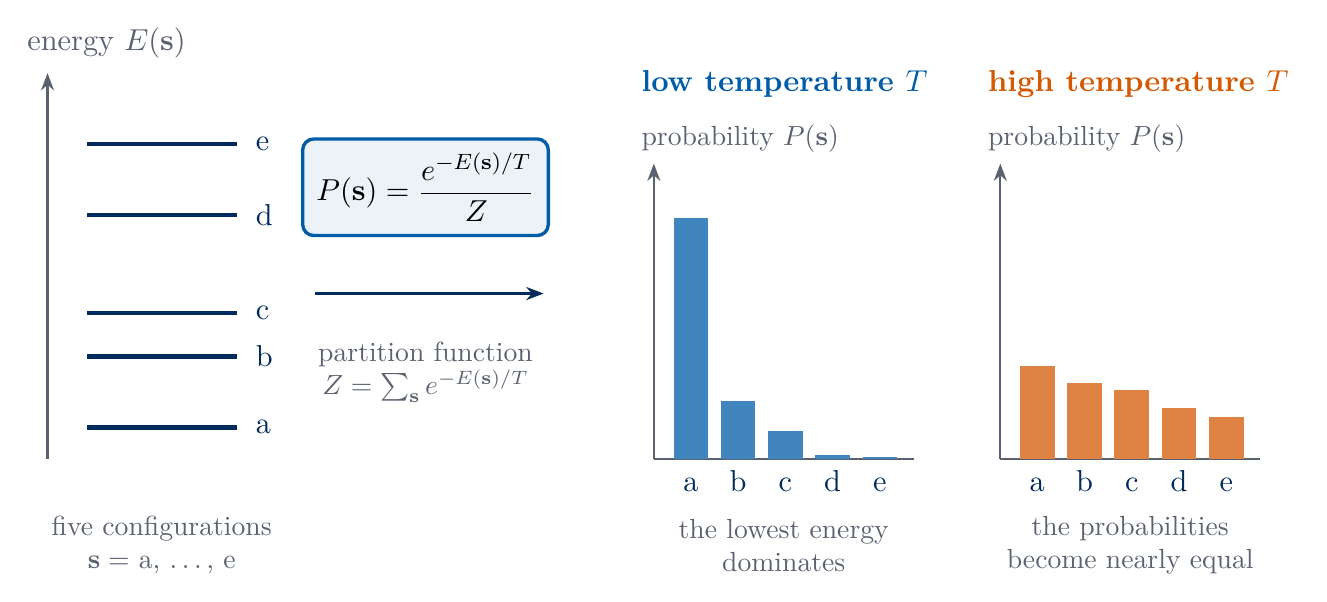 energy E(s)
e
d
c
b
a
five configurations
s = a, …, e
P(s) = e^{-E(s)/T} / Z
partition function
Z = ∑_s e^{-E(s)/T}
low temperature T
probability P(s)
a b c d e
the lowest energy
dominates
high temperature T
probability P(s)
a b c d e
the probabilities
become nearly equal